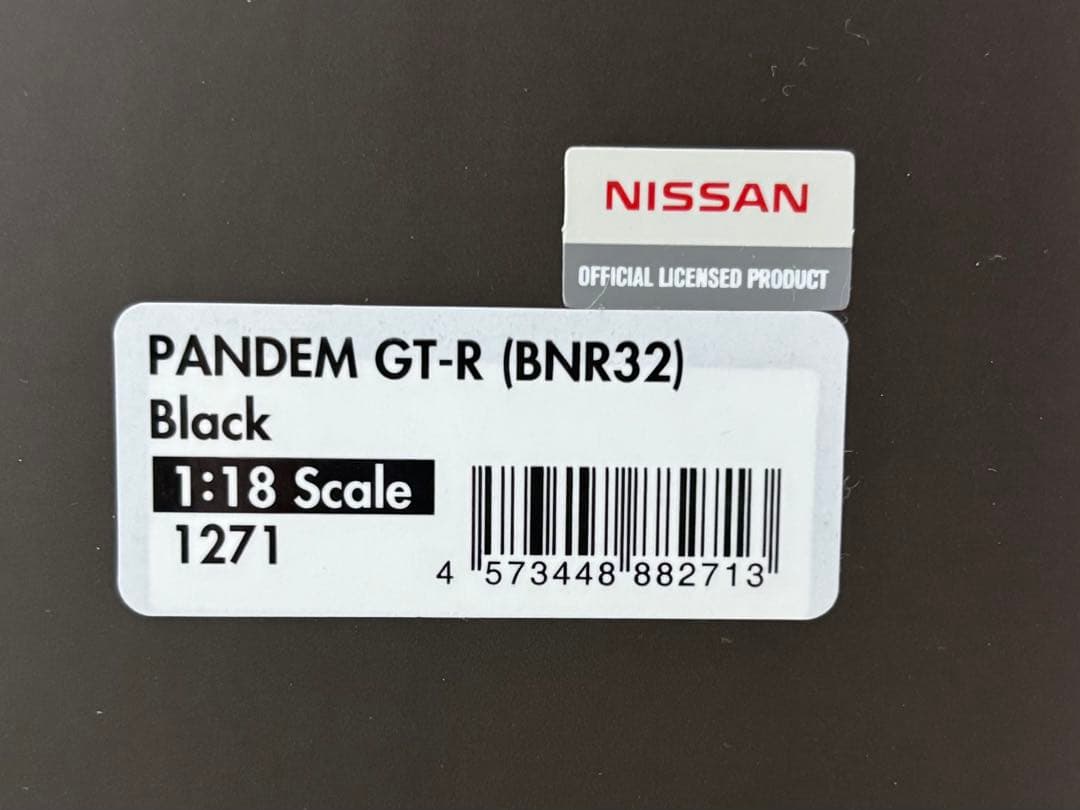 NISSAN
OFFICIAL LICENSED PRODUCT
PANDEM GT-R (BNR32)
Black
1:18 Scale
1271
4 573448 882713